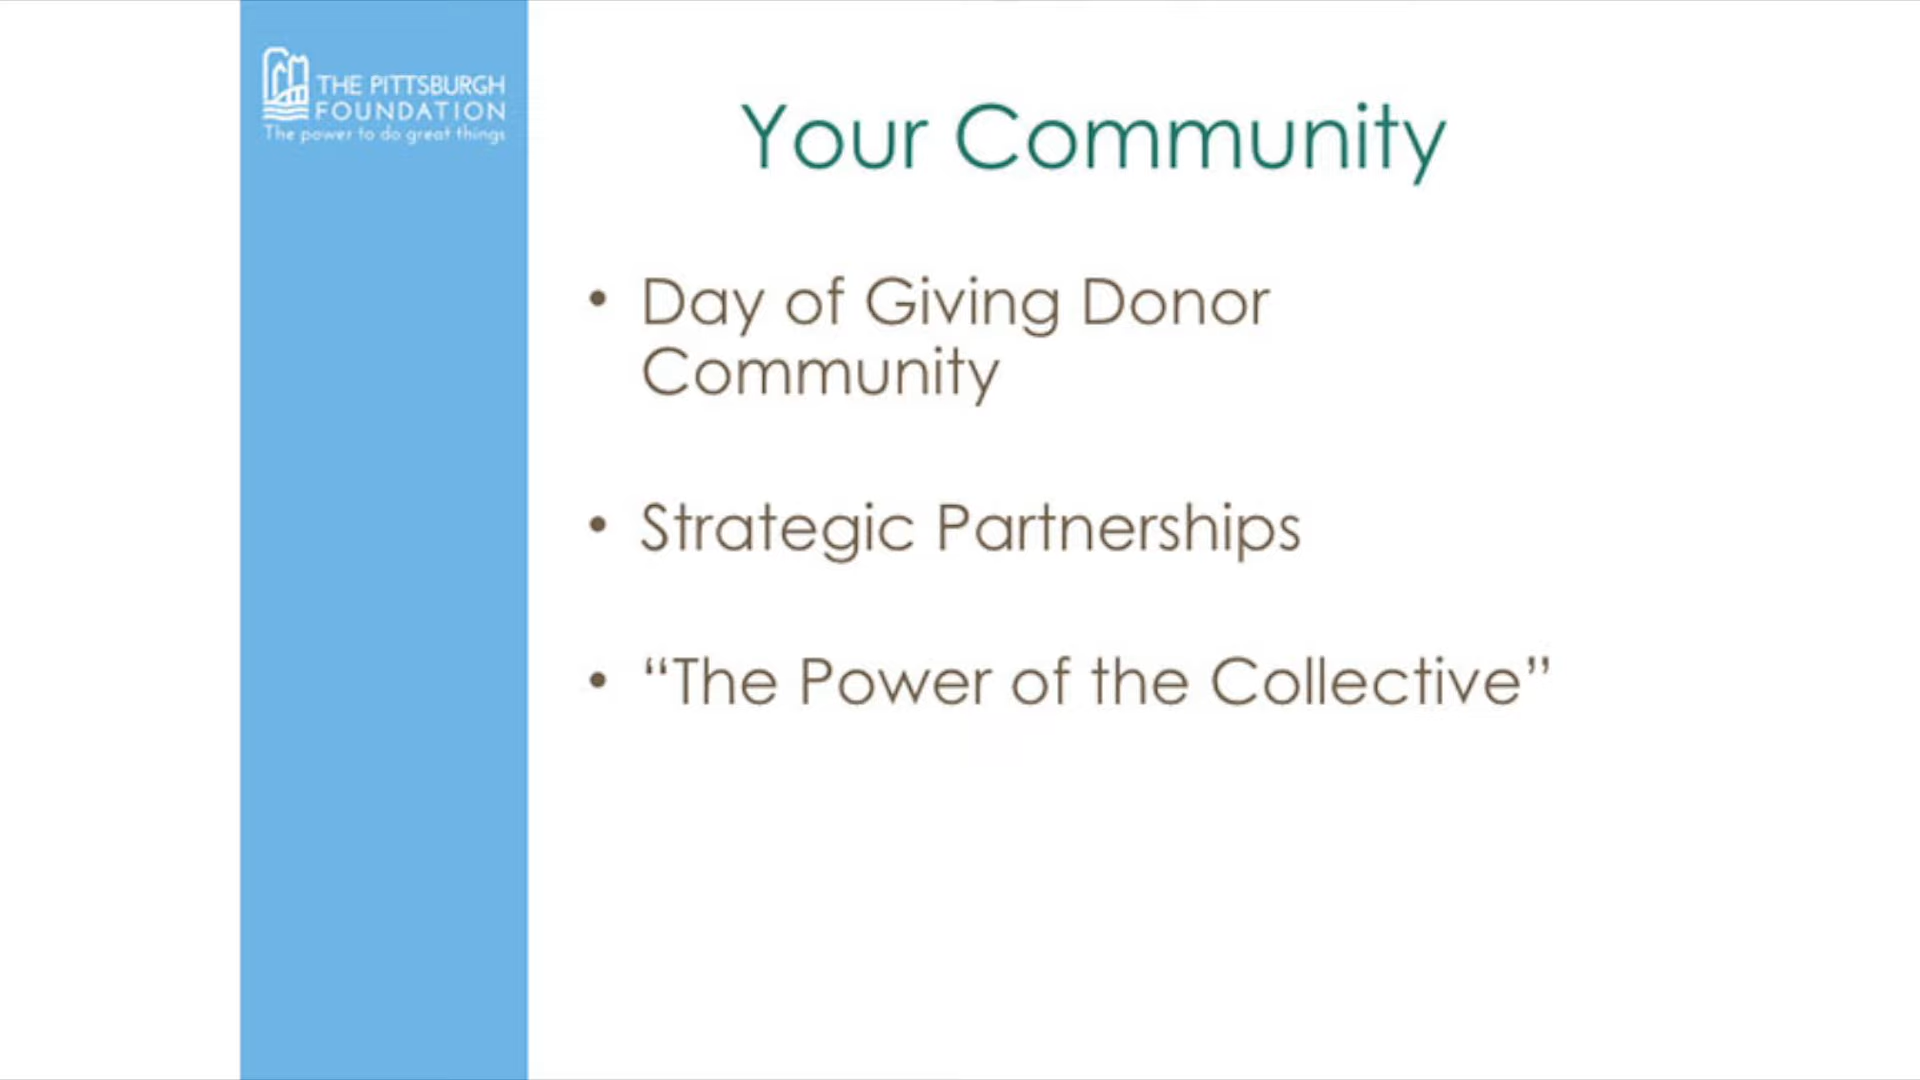 THE PITTSBURGH
FOUNDATION
The power to do great things
Your Community
• Day of Giving Donor
Community
• Strategic Partnerships
• “The Power of the Collective”